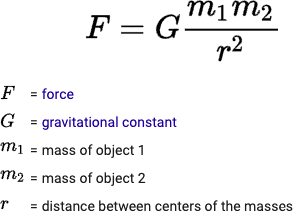 F = G m₁m₂ / r²
F = force
G = gravitational constant
m₁ = mass of object 1
m₂ = mass of object 2
r = distance between centers of the masses